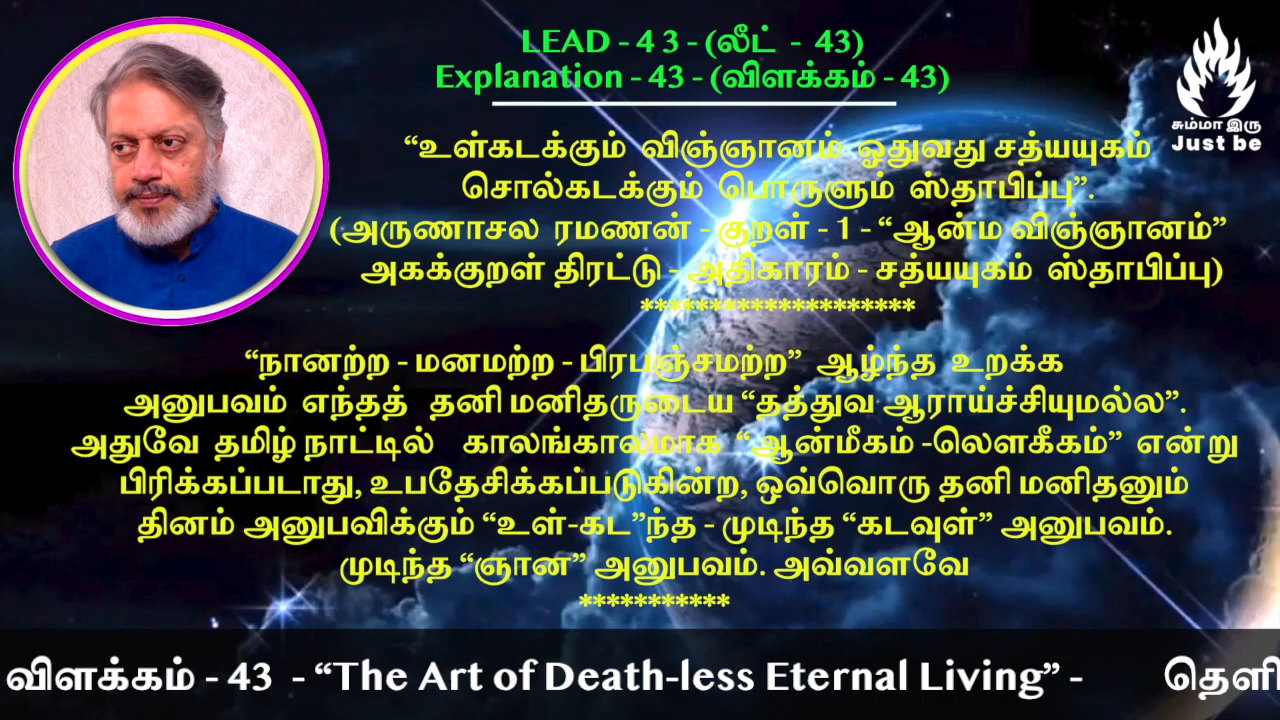 LEAD - 4 3 - (லீட் - 43)
Explanation - 43 - (விளக்கம் - 43)
சும்மா இரு
Just be
“உள்கடக்கும் விஞ்ஞானம் ஓதுவது சத்யயுகம்
சொல்கடக்கும் பொருளும் ஸ்தாபிப்பு”.
(அருணாசல ரமணன் - குறள் - 1 - “ஆன்ம விஞ்ஞானம்”
அகக்குறள் திரட்டு - அதிகாரம் - சத்யயுகம் ஸ்தாபிப்பு)
********************
“நானற்ற - மனமற்ற - பிரபஞ்சமற்ற” ஆழ்ந்த உறக்க
அனுபவம் எந்தத் தனி மனிதருடைய “தத்துவ ஆராய்ச்சியுமல்ல”.
அதுவே தமிழ் நாட்டில் காலங்காலமாக “ஆன்மீகம் -லௌகீகம்” என்று
பிரிக்கப்படாது, உபதேசிக்கப்படுகின்ற, ஒவ்வொரு தனி மனிதனும்
தினம் அனுபவிக்கும் “உள்-கட”ந்த - முடிந்த “கடவுள்” அனுபவம்.
முடிந்த “ஞான” அனுபவம். அவ்வளவே
***********
விளக்கம் - 43 - “The Art of Death-less Eternal Living” - தெளி